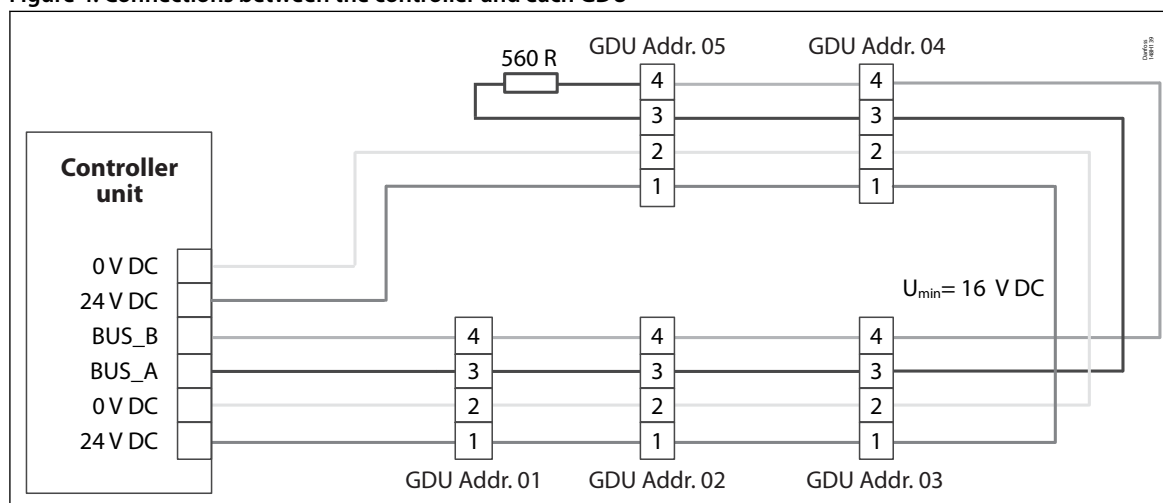 Figure 4: Connections between the controller and each GDU
Danfoss
GDU Addr. 05
GDU Addr. 04
560 R
4
4
3
3
2
2
1
1
Controller
unit
0 V DC
24 V DC
Umin= 16 V DC
BUS_B
4
4
4
BUS_A
3
3
3
0 V DC
2
2
2
24 V DC
1
1
1
GDU Addr. 01
GDU Addr. 02
GDU Addr. 03